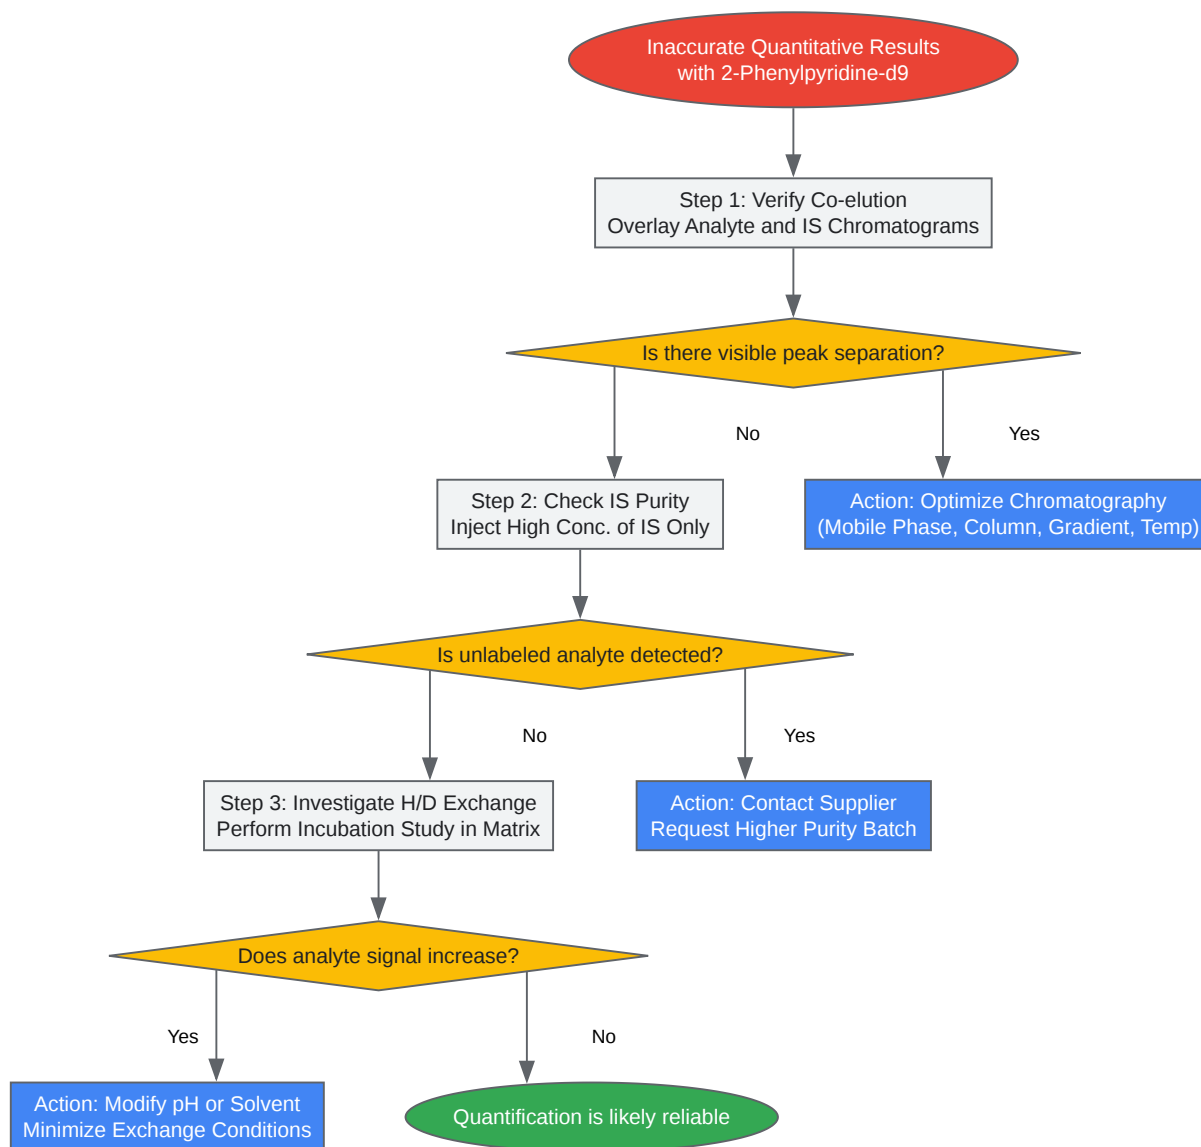 Inaccurate Quantitative Results
with 2-Phenylpyridine-d9
Step 1: Verify Co-elution
Overlay Analyte and IS Chromatograms
Is there visible peak separation?
No
Yes
Step 2: Check IS Purity
Inject High Conc. of IS Only
Action: Optimize Chromatography
(Mobile Phase, Column, Gradient, Temp)
Is unlabeled analyte detected?
No
Yes
Step 3: Investigate H/D Exchange
Perform Incubation Study in Matrix
Action: Contact Supplier
Request Higher Purity Batch
Does analyte signal increase?
Yes
No
Action: Modify pH or Solvent
Minimize Exchange Conditions
Quantification is likely reliable